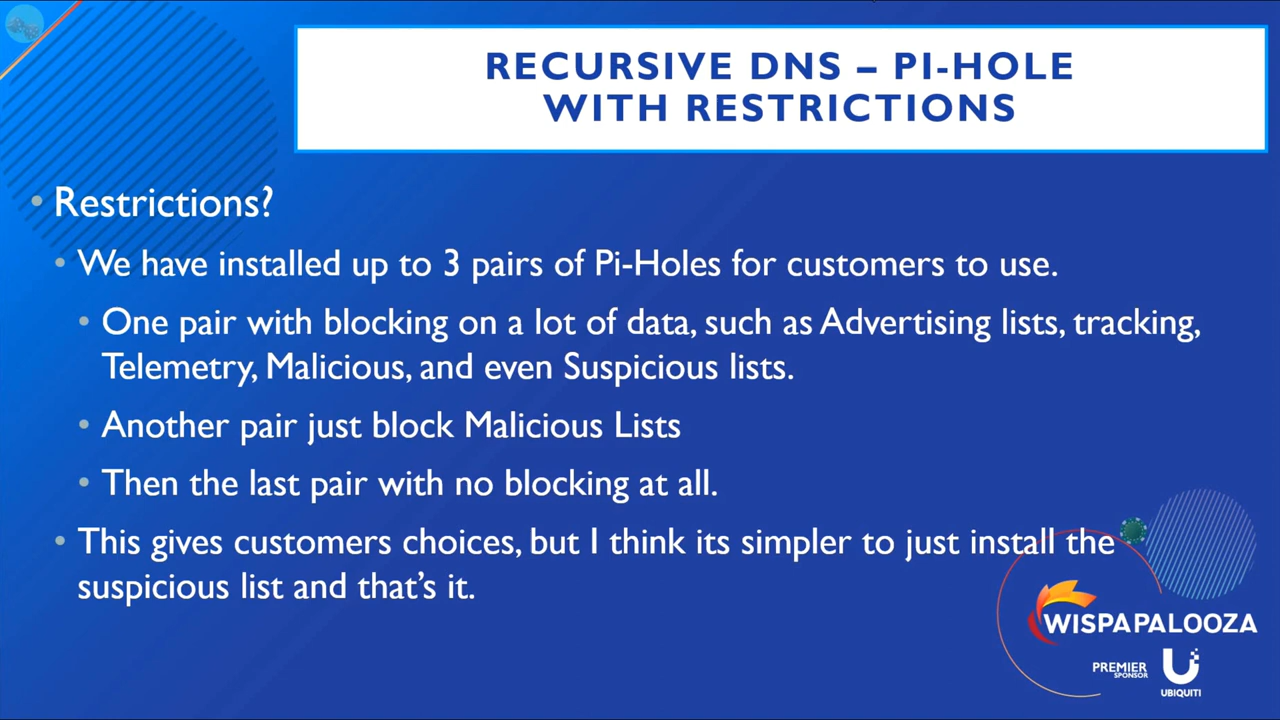 RECURSIVE DNS – PI-HOLE
WITH RESTRICTIONS
• Restrictions?
• We have installed up to 3 pairs of Pi-Holes for customers to use.
• One pair with blocking on a lot of data, such as Advertising lists, tracking,
Telemetry, Malicious, and even Suspicious lists.
• Another pair just block Malicious Lists
• Then the last pair with no blocking at all.
• This gives customers choices, but I think its simpler to just install the
suspicious list and that’s it.
WISPAPALOOZA
PREMIER
SPONSOR
UBIQUITI